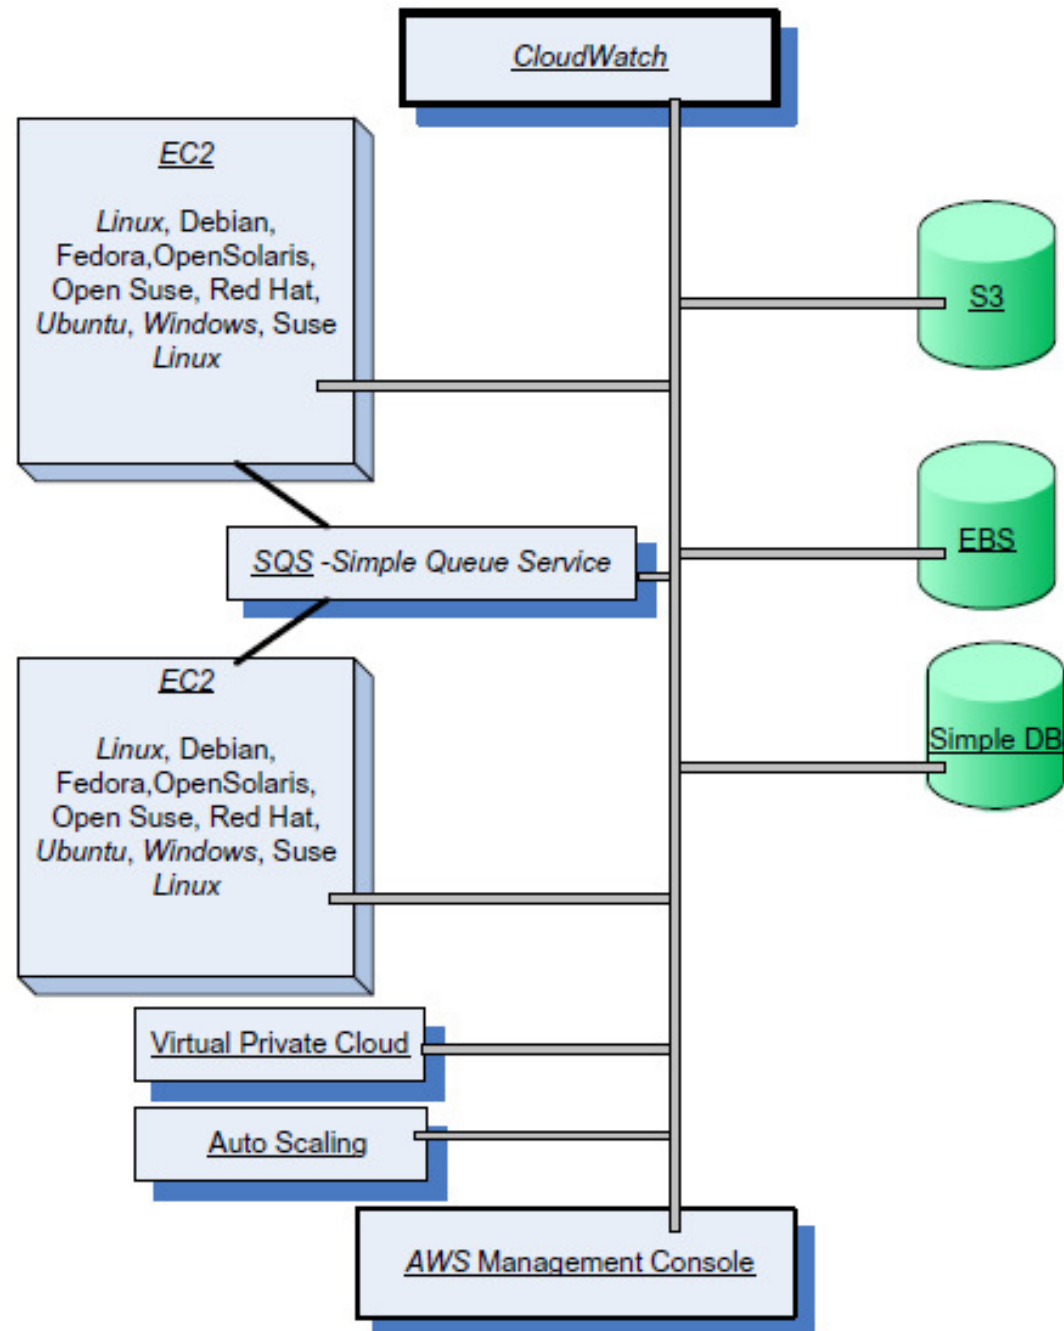 CloudWatch
EC2
Linux, Debian,
Fedora,OpenSolaris,
Open Suse, Red Hat,
Ubuntu, Windows, Suse
Linux
S3
SQS -Simple Queue Service
EBS
EC2
Linux, Debian,
Fedora,OpenSolaris,
Open Suse, Red Hat,
Ubuntu, Windows, Suse
Linux
Simple DB
Virtual Private Cloud
Auto Scaling
AWS Management Console